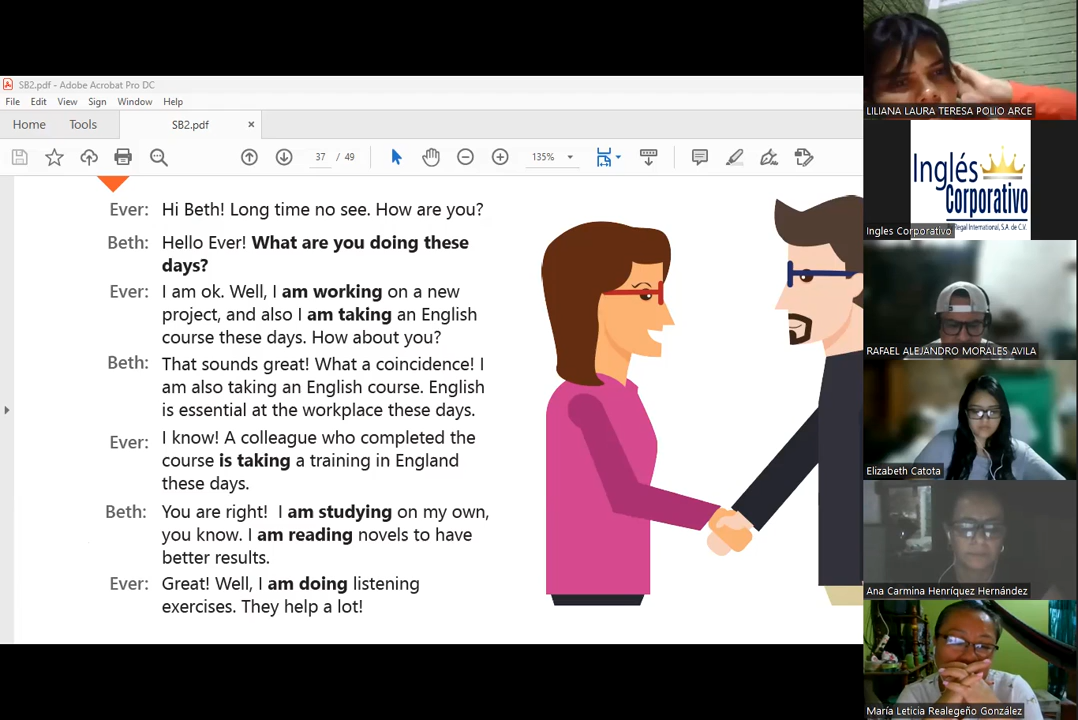 SB2.pdf - Adobe Acrobat Pro DC
File Edit View Sign Window Help
Home Tools SB2.pdf ×
37 / 49 135%
Ever: Hi Beth! Long time no see. How are you?
Beth: Hello Ever! What are you doing these
days?
Ever: I am ok. Well, I am working on a new
project, and also I am taking an English
course these days. How about you?
Beth: That sounds great! What a coincidence! I
am also taking an English course. English
is essential at the workplace these days.
Ever: I know! A colleague who completed the
course is taking a training in England
these days.
Beth: You are right! I am studying on my own,
you know. I am reading novels to have
better results.
Ever: Great! Well, I am doing listening
exercises. They help a lot!
LILIANA LAURA TERESA POLIO ARCE
Inglés
Corporativo
Regal International, S.A. de C.V.
Ingles Corporativo
RAFAEL ALEJANDRO MORALES AVILA
Elizabeth Catota
Ana Carmina Henríquez Hernández
María Leticia Realegeño González